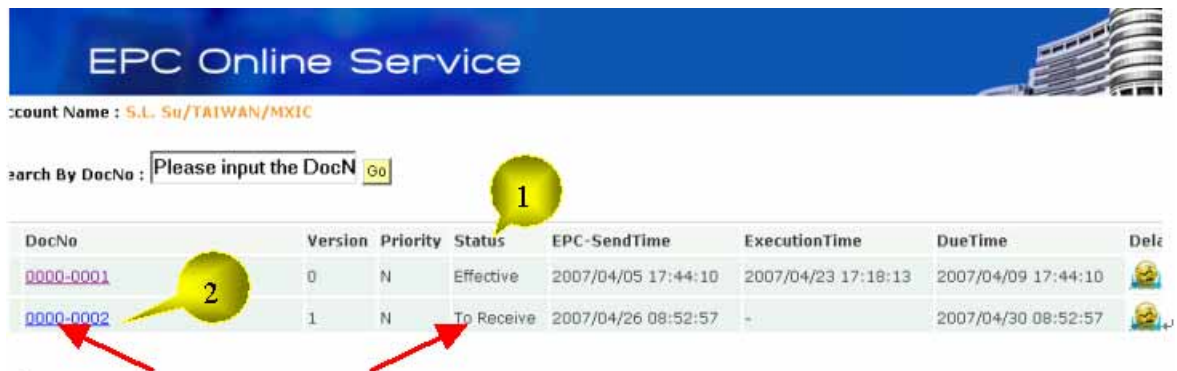 EPC Online Service
ccount Name : S.L. Su/TAIWAN/MXIC
earch By DocNo : Please input the DocN Go
1
DocNo Version Priority Status EPC-SendTime ExecutionTime DueTime Dela
0000-0001 0 N Effective 2007/04/05 17:44:10 2007/04/23 17:18:13 2007/04/09 17:44:10
2
0000-0002 1 N To Receive 2007/04/26 08:52:57 - 2007/04/30 08:52:57